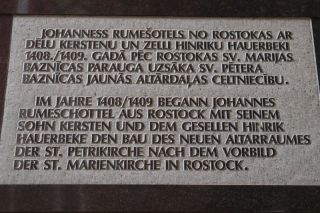 JOHANNESS RUMEŠOTELS NO ROSTOKAS AR
DĒLU KERSTENU UN ZELLI HINRIKU HAUERBEKI
1408./1409. GADĀ PĒC ROSTOKAS SV. MARIJAS
BAZNĪCAS PARAUGA UZSĀKA SV. PĒTERA
BAZNĪCAS JAUNĀS ALTĀRDAĻAS CELTNIECĪBU.
IM JAHRE 1408/1409 BEGANN JOHANNES
RUMESCHOTTEL AUS ROSTOCK MIT SEINEM
SOHN KERSTEN UND DEM GESELLEN HINRIK
HAUERBEKE DEN BAU DES NEUEN ALTARRAUMES
DER ST. PETRIKIRCHE NACH DEM VORBILD
DER ST. MARIENKIRCHE IN ROSTOCK.